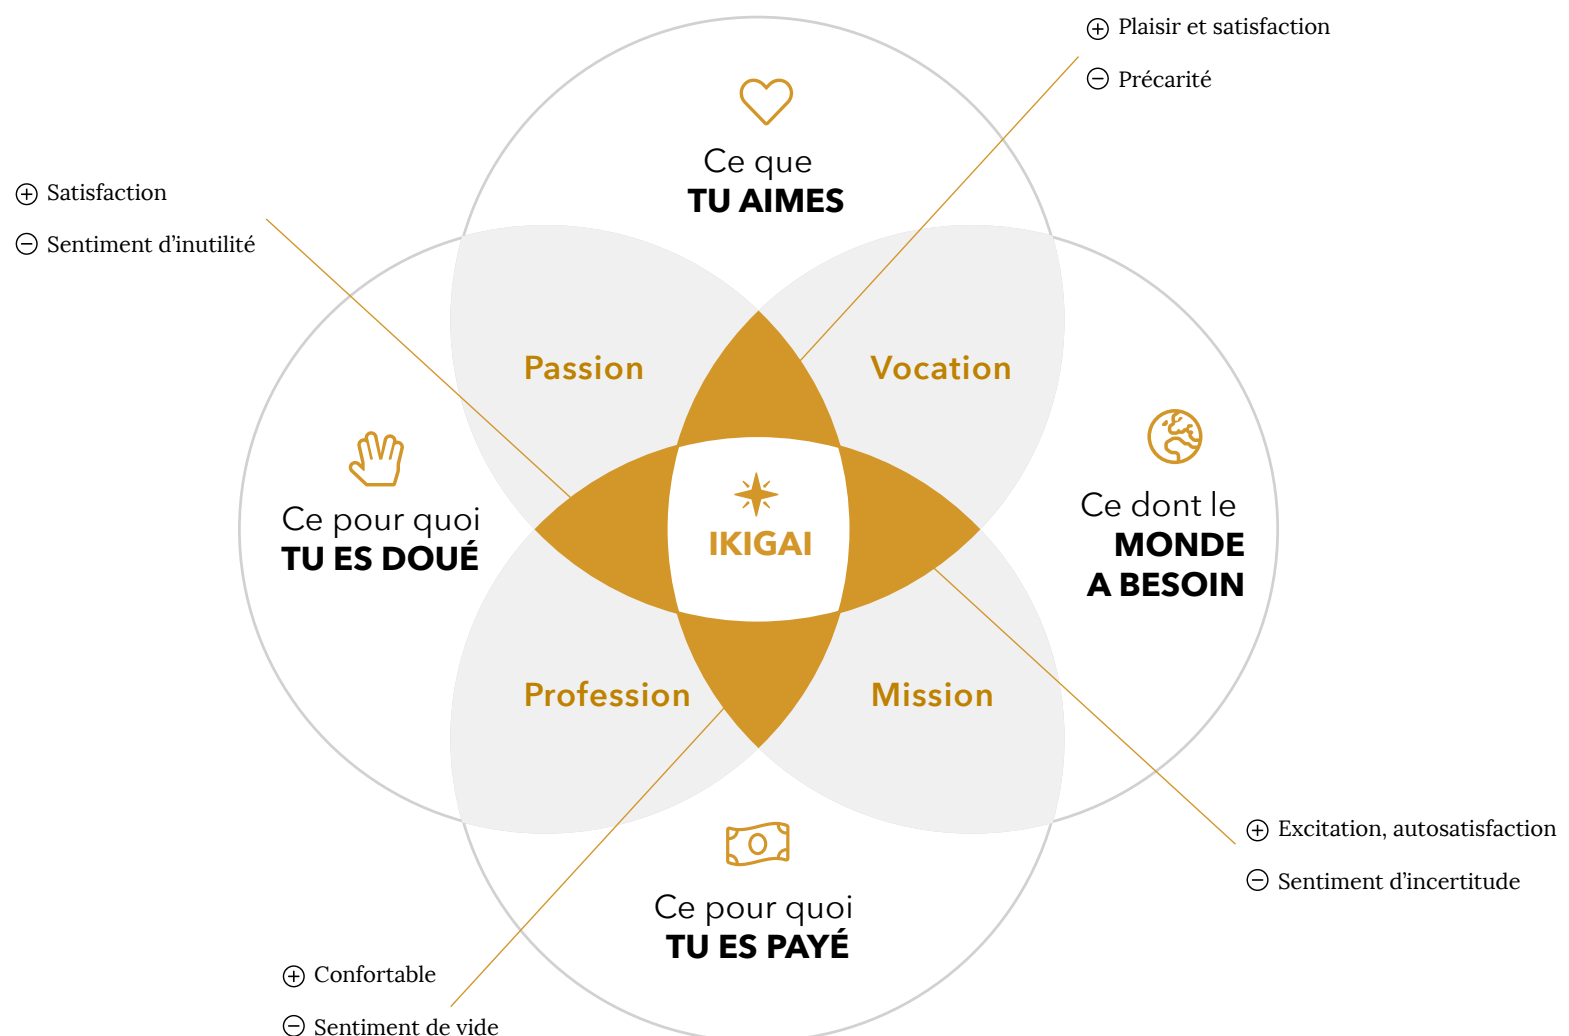 Plaisir et satisfaction
Précarité
Ce que
TU AIMES
Satisfaction
Sentiment d’inutilité
Passion
Vocation
Ce pour quoi
TU ES DOUÉ
IKIGAI
Ce dont le
MONDE
A BESOIN
Profession
Mission
Excitation, autosatisfaction
Sentiment d’incertitude
Ce pour quoi
TU ES PAYÉ
Confortable
Sentiment de vide